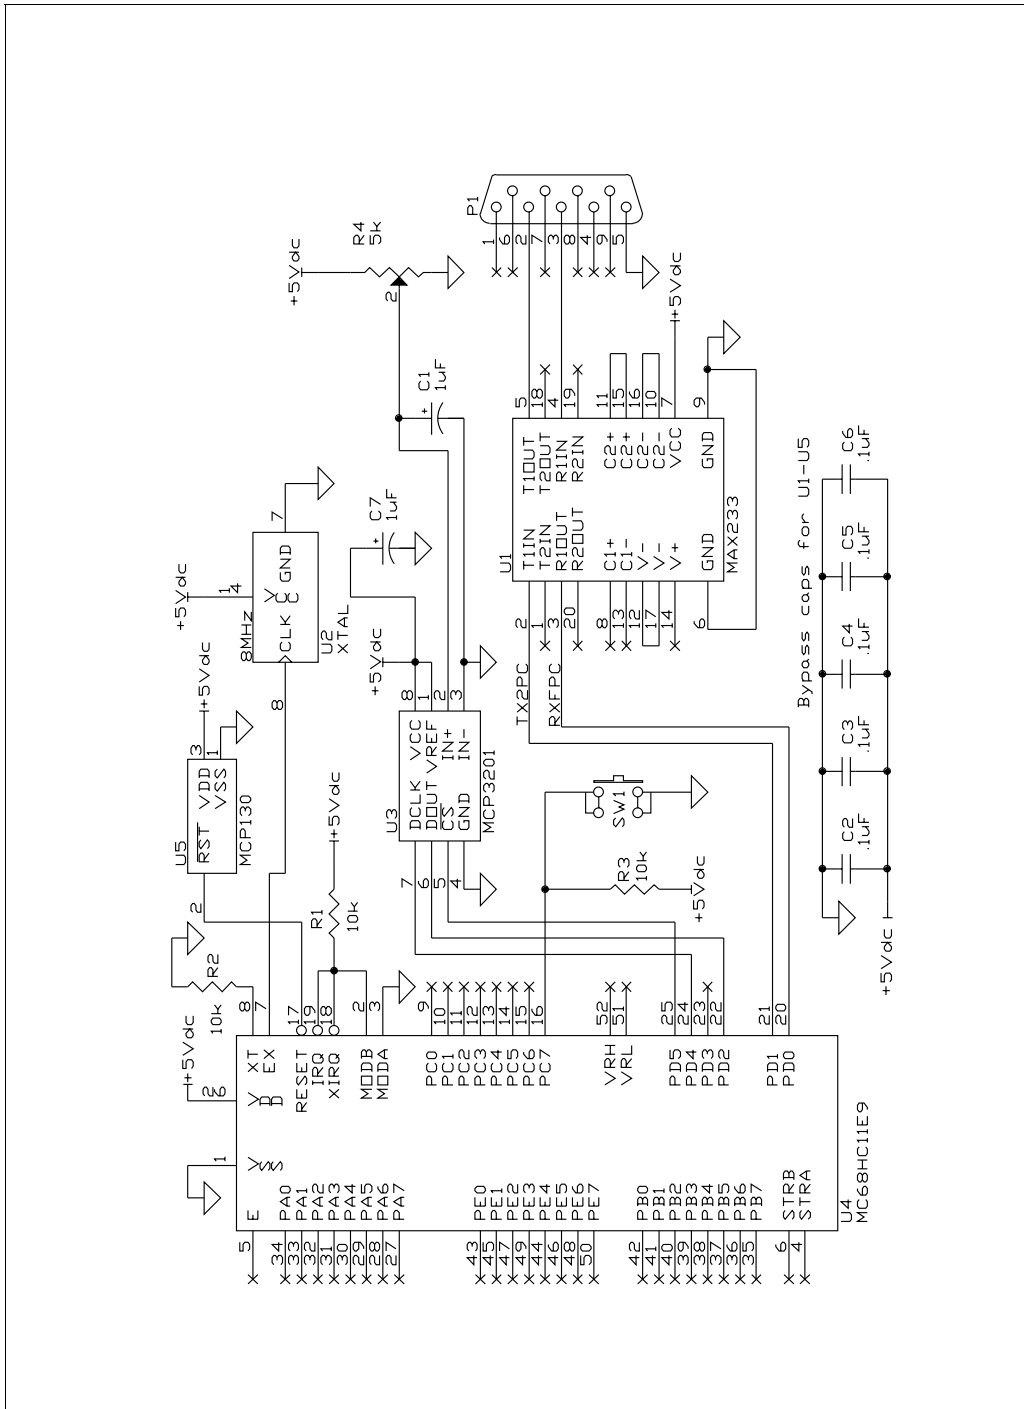 P1
1
6
2
7
3
8
4
9
5
+5Vdc
R4
5k
2
C1
1uF
+
C7
1uF
+
+5Vdc
14
8MHz
VCC
CLK
GND
7
8
U2
XTAL
+5Vdc
3
1
VDD
VSS
RST
U5
MCP130
2
+5Vdc
R1
10k
R2
10k
+5Vdc
+5Vdc
8
1
2
3
DCLK VCC
DOUT VREF
CS IN+
GND IN-
U3
MCP3201
7
6
5
4
5
18
4
19
11
15
16
10
7
+5Vdc
9
T1IN T1OUT
T2IN T2OUT
R1OUT R1IN
R2OUT R2IN
C1+ C2+
C1- C2+
V- C2-
V- C2-
V+ VCC
GND GND
U1
MAX233
2
1
3
20
8
13
12
17
14
6
TX2PC
RXFPC
SW1
R3
10k
+5Vdc
Bypass caps for U1-U5
C2
.1uF
C3
.1uF
C4
.1uF
C5
.1uF
C6
.1uF
+5Vdc
8
7
17
19
18
2
3
9
10
11
12
13
14
15
16
52
51
25
24
23
22
21
20
26
1
VDD
VSS
XT
EX
RESET
IRQ
XIRQ
MODB
MODA
PC0
PC1
PC2
PC3
PC4
PC5
PC6
PC7
VRH
VRL
PD5
PD4
PD3
PD2
PD1
PD0
E
PA0
PA1
PA2
PA3
PA4
PA5
PA6
PA7
PE0
PE1
PE2
PE3
PE4
PE5
PE6
PE7
PB0
PB1
PB2
PB3
PB4
PB5
PB6
PB7
STRB
STRA
U4
MC68HC11E9
5
34
33
32
31
30
29
28
27
43
45
47
49
44
46
48
50
42
41
40
39
38
37
36
35
6
4